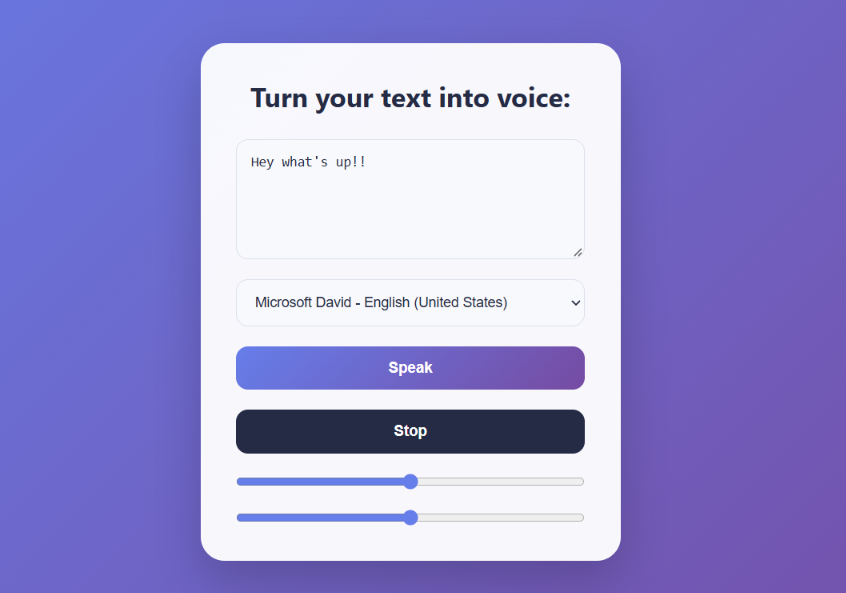 Turn your text into voice:
Hey what's up!!
Microsoft David - English (United States)
Speak
Stop